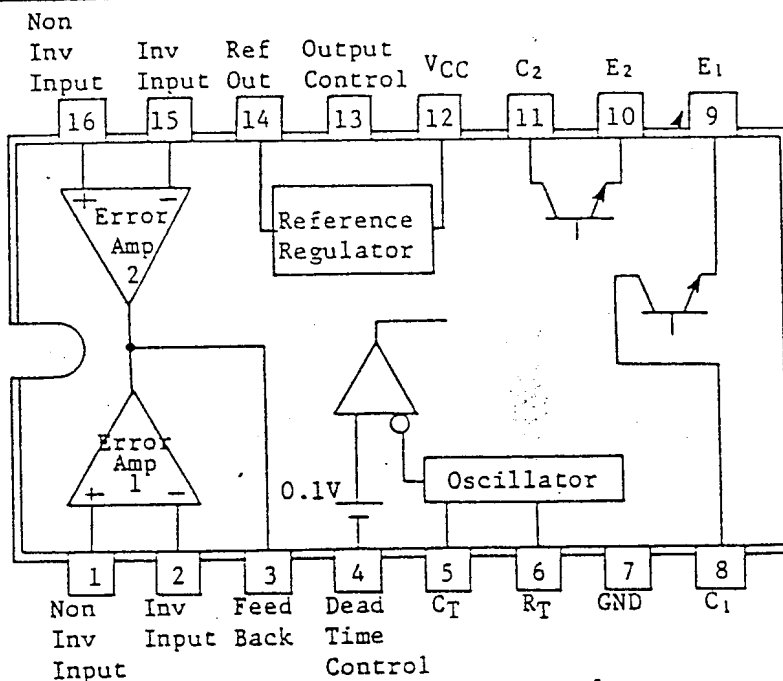 Non
Inv
Input
Inv
Input
Ref
Out
Output
Control
VCC
C2
E2
E1
16
15
14
13
12
11
10
9
+
−
Error
Amp
2
Reference
Regulator
Error
Amp
1
+
−
0.1V
Oscillator
1
2
3
4
5
6
7
8
Non
Inv
Input
Inv
Input
Feed
Back
Dead
Time
Control
CT
RT
GND
C1